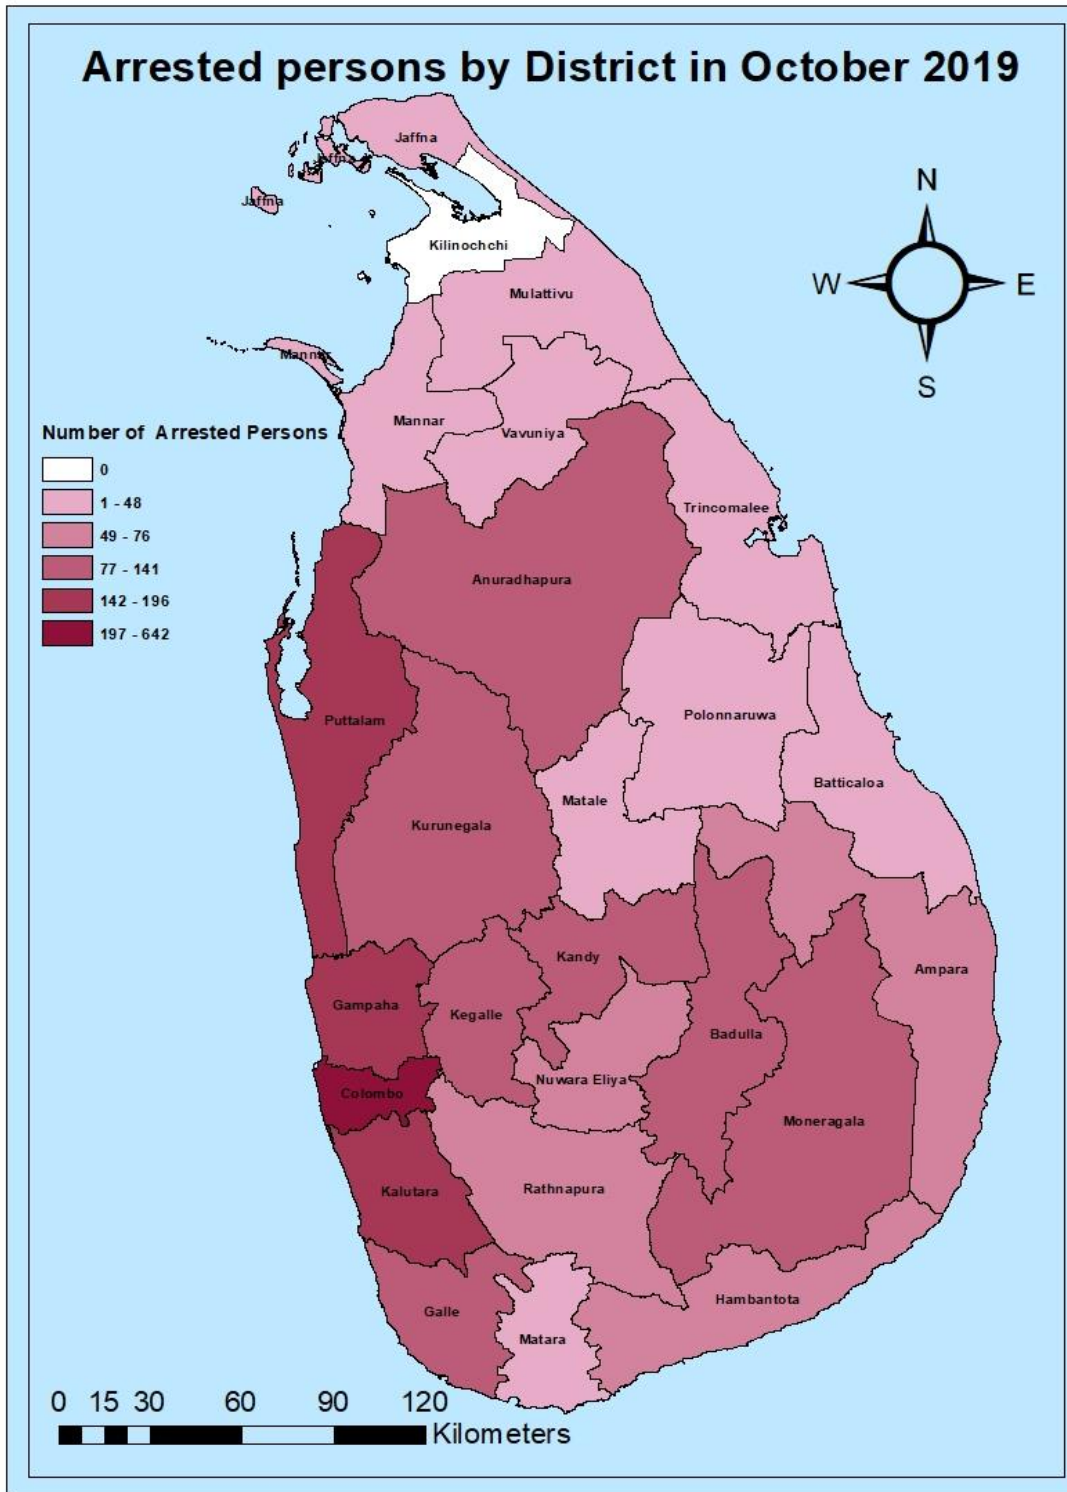 Arrested persons by District in October 2019
Jaffna
Jaffna
Jaffna
N
W
E
S
Kilinochchi
Mulattivu
Mannar
Mannar
Vavuniya
Number of Arrested Persons
0
1 - 48
49 - 76
77 - 141
142 - 196
197 - 642
Trincomalee
Anuradhapura
Puttalam
Polonnaruwa
Batticaloa
Matale
Kurunegala
Kandy
Ampara
Gampaha
Kegalle
Badulla
Nuwara Eliya
Colombo
Moneragala
Kalutara
Rathnapura
Galle
Hambantota
Matara
0 15 30 60 90 120
Kilometers